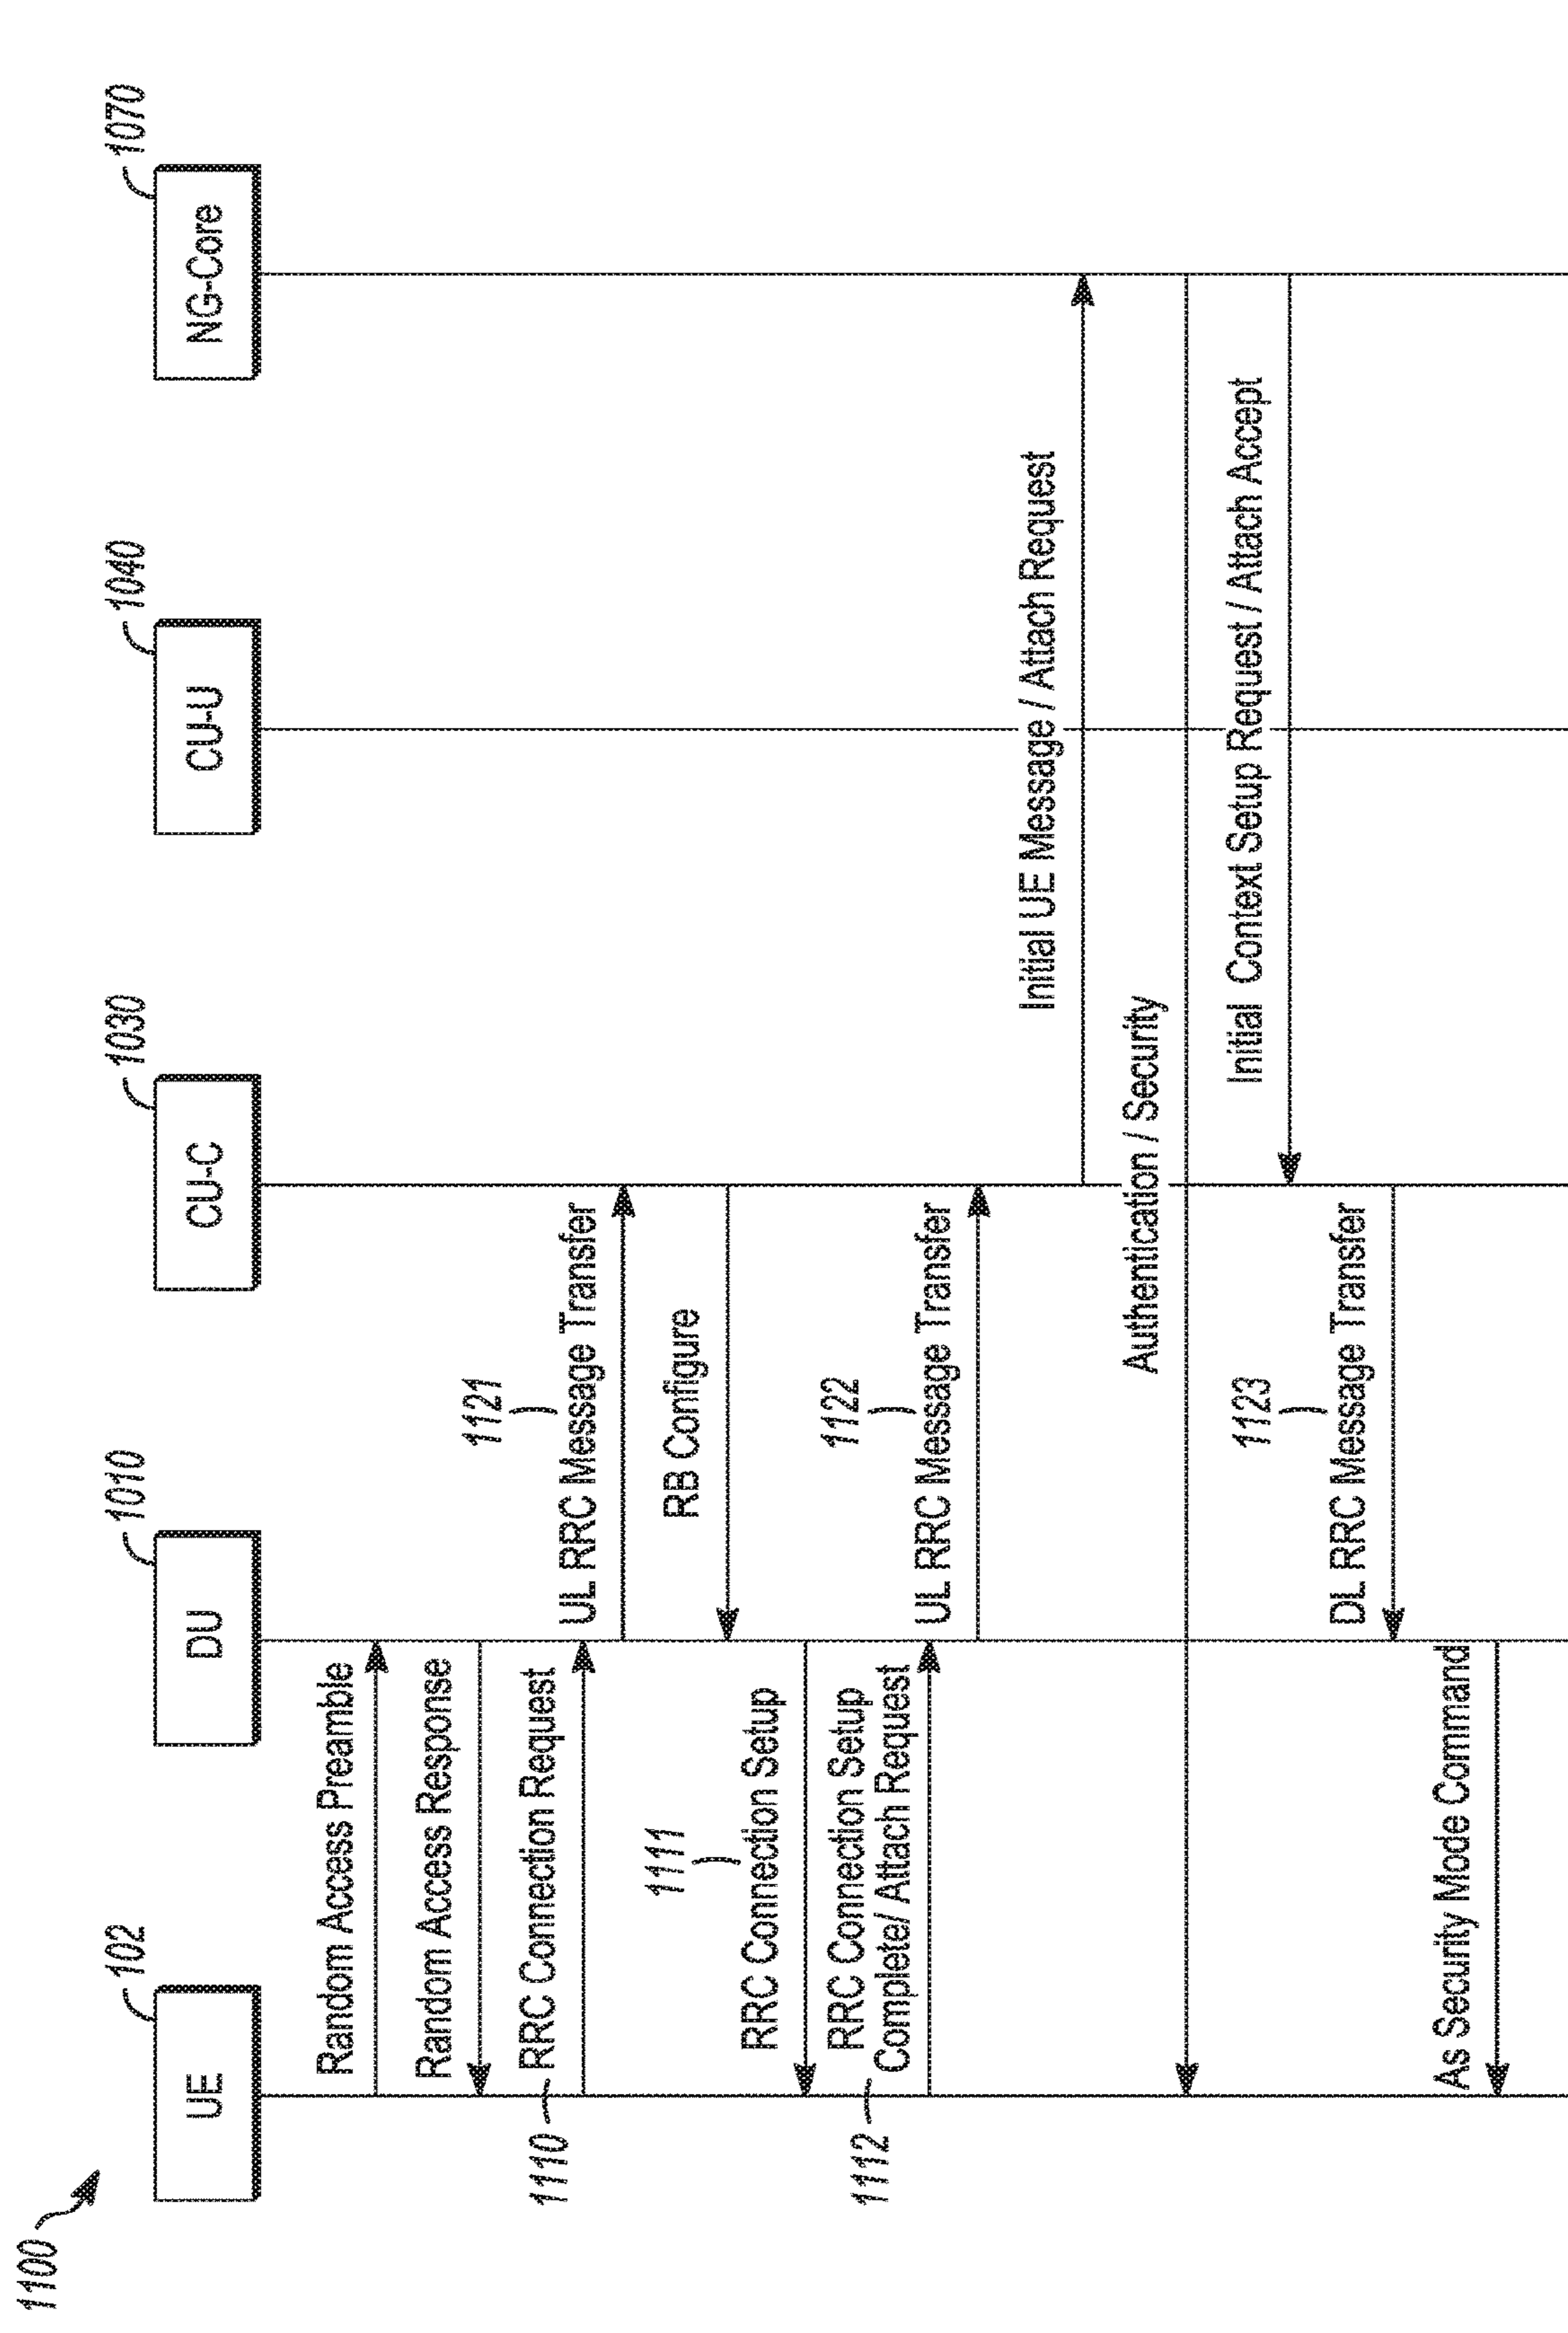 1100
UE
102
DU
1010
CU-C
1030
CU-U
1040
NG-Core
1070
Random Access Preamble
Random Access Response
1110
RRC Connection Request
1121
UL RRC Message Transfer
RB Configure
1111
RRC Connection Setup
1112
RRC Connection Setup
Complete/ Attach Request
1122
UL RRC Message Transfer
Initial UE Message / Attach Request
Authentication / Security
Initial Context Setup Request / Attach Accept
1123
DL RRC Message Transfer
As Security Mode Command